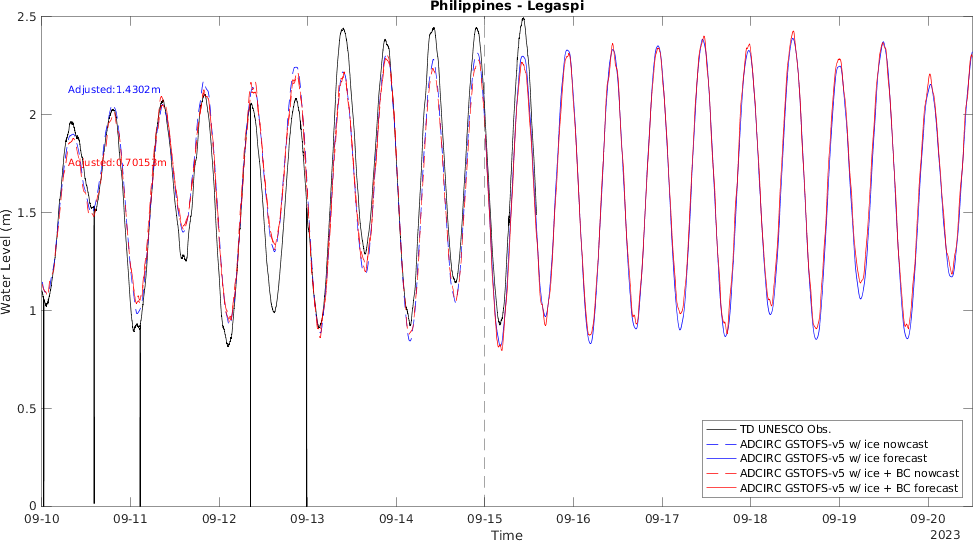 Philippines - Legaspi
2.5
2
1.5
1
0.5
0
Water Level (m)
Adjusted:1.4302m
Adjusted:0.70153m
TD UNESCO Obs.
ADCIRC GSTOFS-v5 w/ ice nowcast
ADCIRC GSTOFS-v5 w/ ice forecast
ADCIRC GSTOFS-v5 w/ ice + BC nowcast
ADCIRC GSTOFS-v5 w/ ice + BC forecast
09-10 09-11 09-12 09-13 09-14 09-15 09-16 09-17 09-18 09-19 09-20
Time
2023